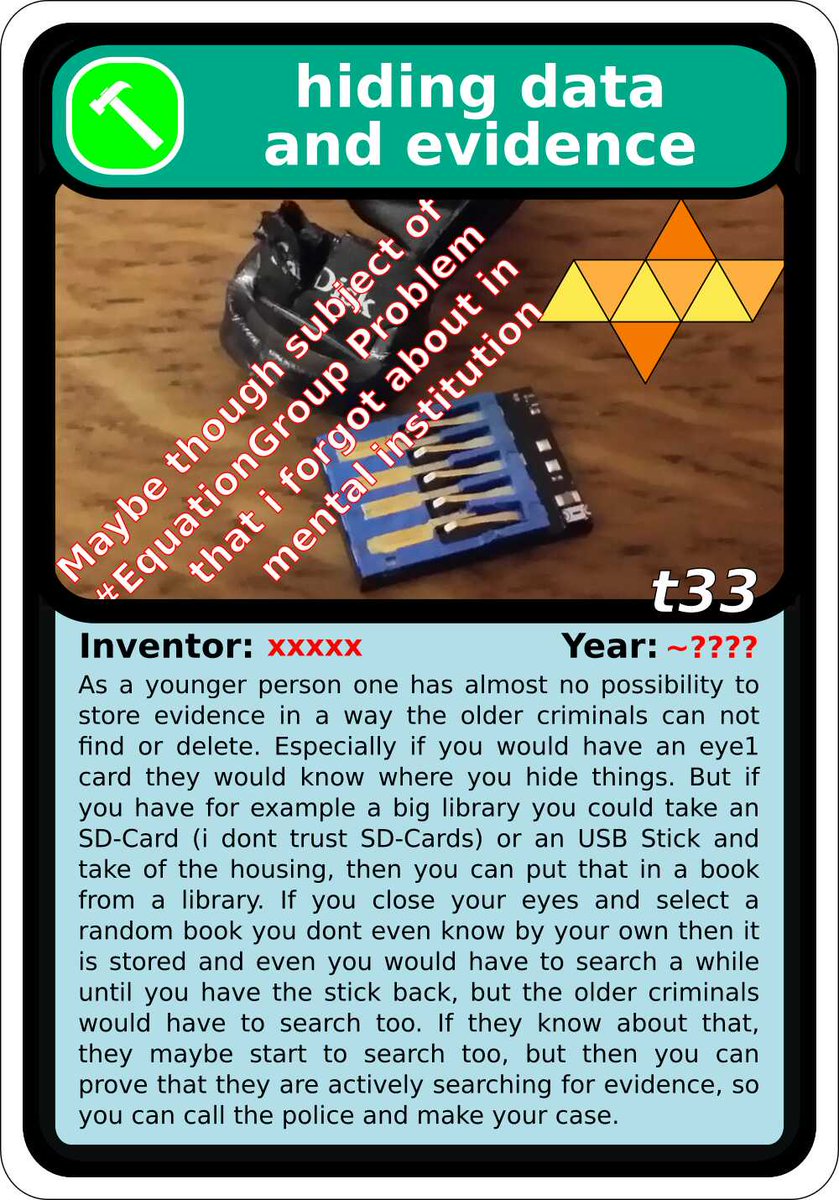 hiding data
and evidence
Maybe though subject of
#EquationGroup Problem
that i forgot about in
mental institution
t33
Inventor: xxxxx Year: ~????
As a younger person one has almost no possibility to
store evidence in a way the older criminals can not
find or delete. Especially if you would have an eye1
card they would know where you hide things. But if
you have for example a big library you could take an
SD-Card (i dont trust SD-Cards) or an USB Stick and
take of the housing, then you can put that in a book
from a library. If you close your eyes and select a
random book you dont even know by your own then it
is stored and even you would have to search a while
until you have the stick back, but the older criminals
would have to search too. If they know about that,
they maybe start to search too, but then you can
prove that they are actively searching for evidence, so
you can call the police and make your case.